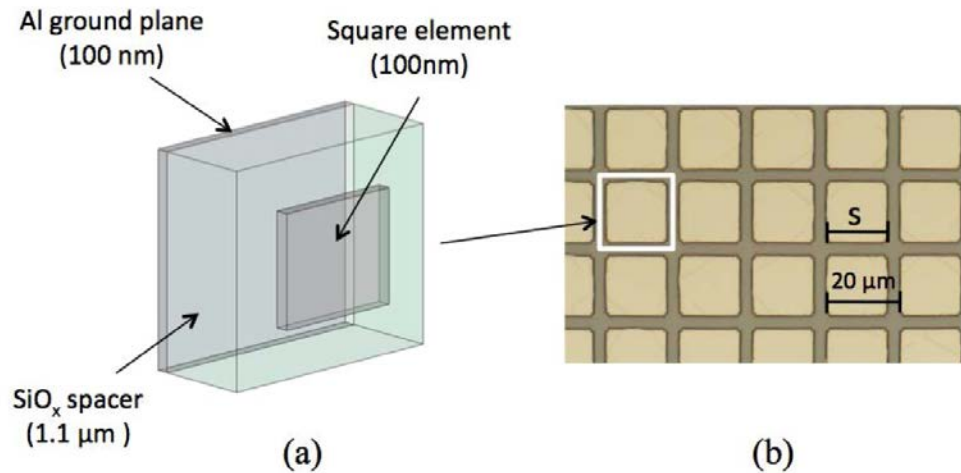 Al ground plane
(100 nm)
Square element
(100nm)
S
20 μm
SiOₓ spacer
(1.1 μm )
(a)
(b)